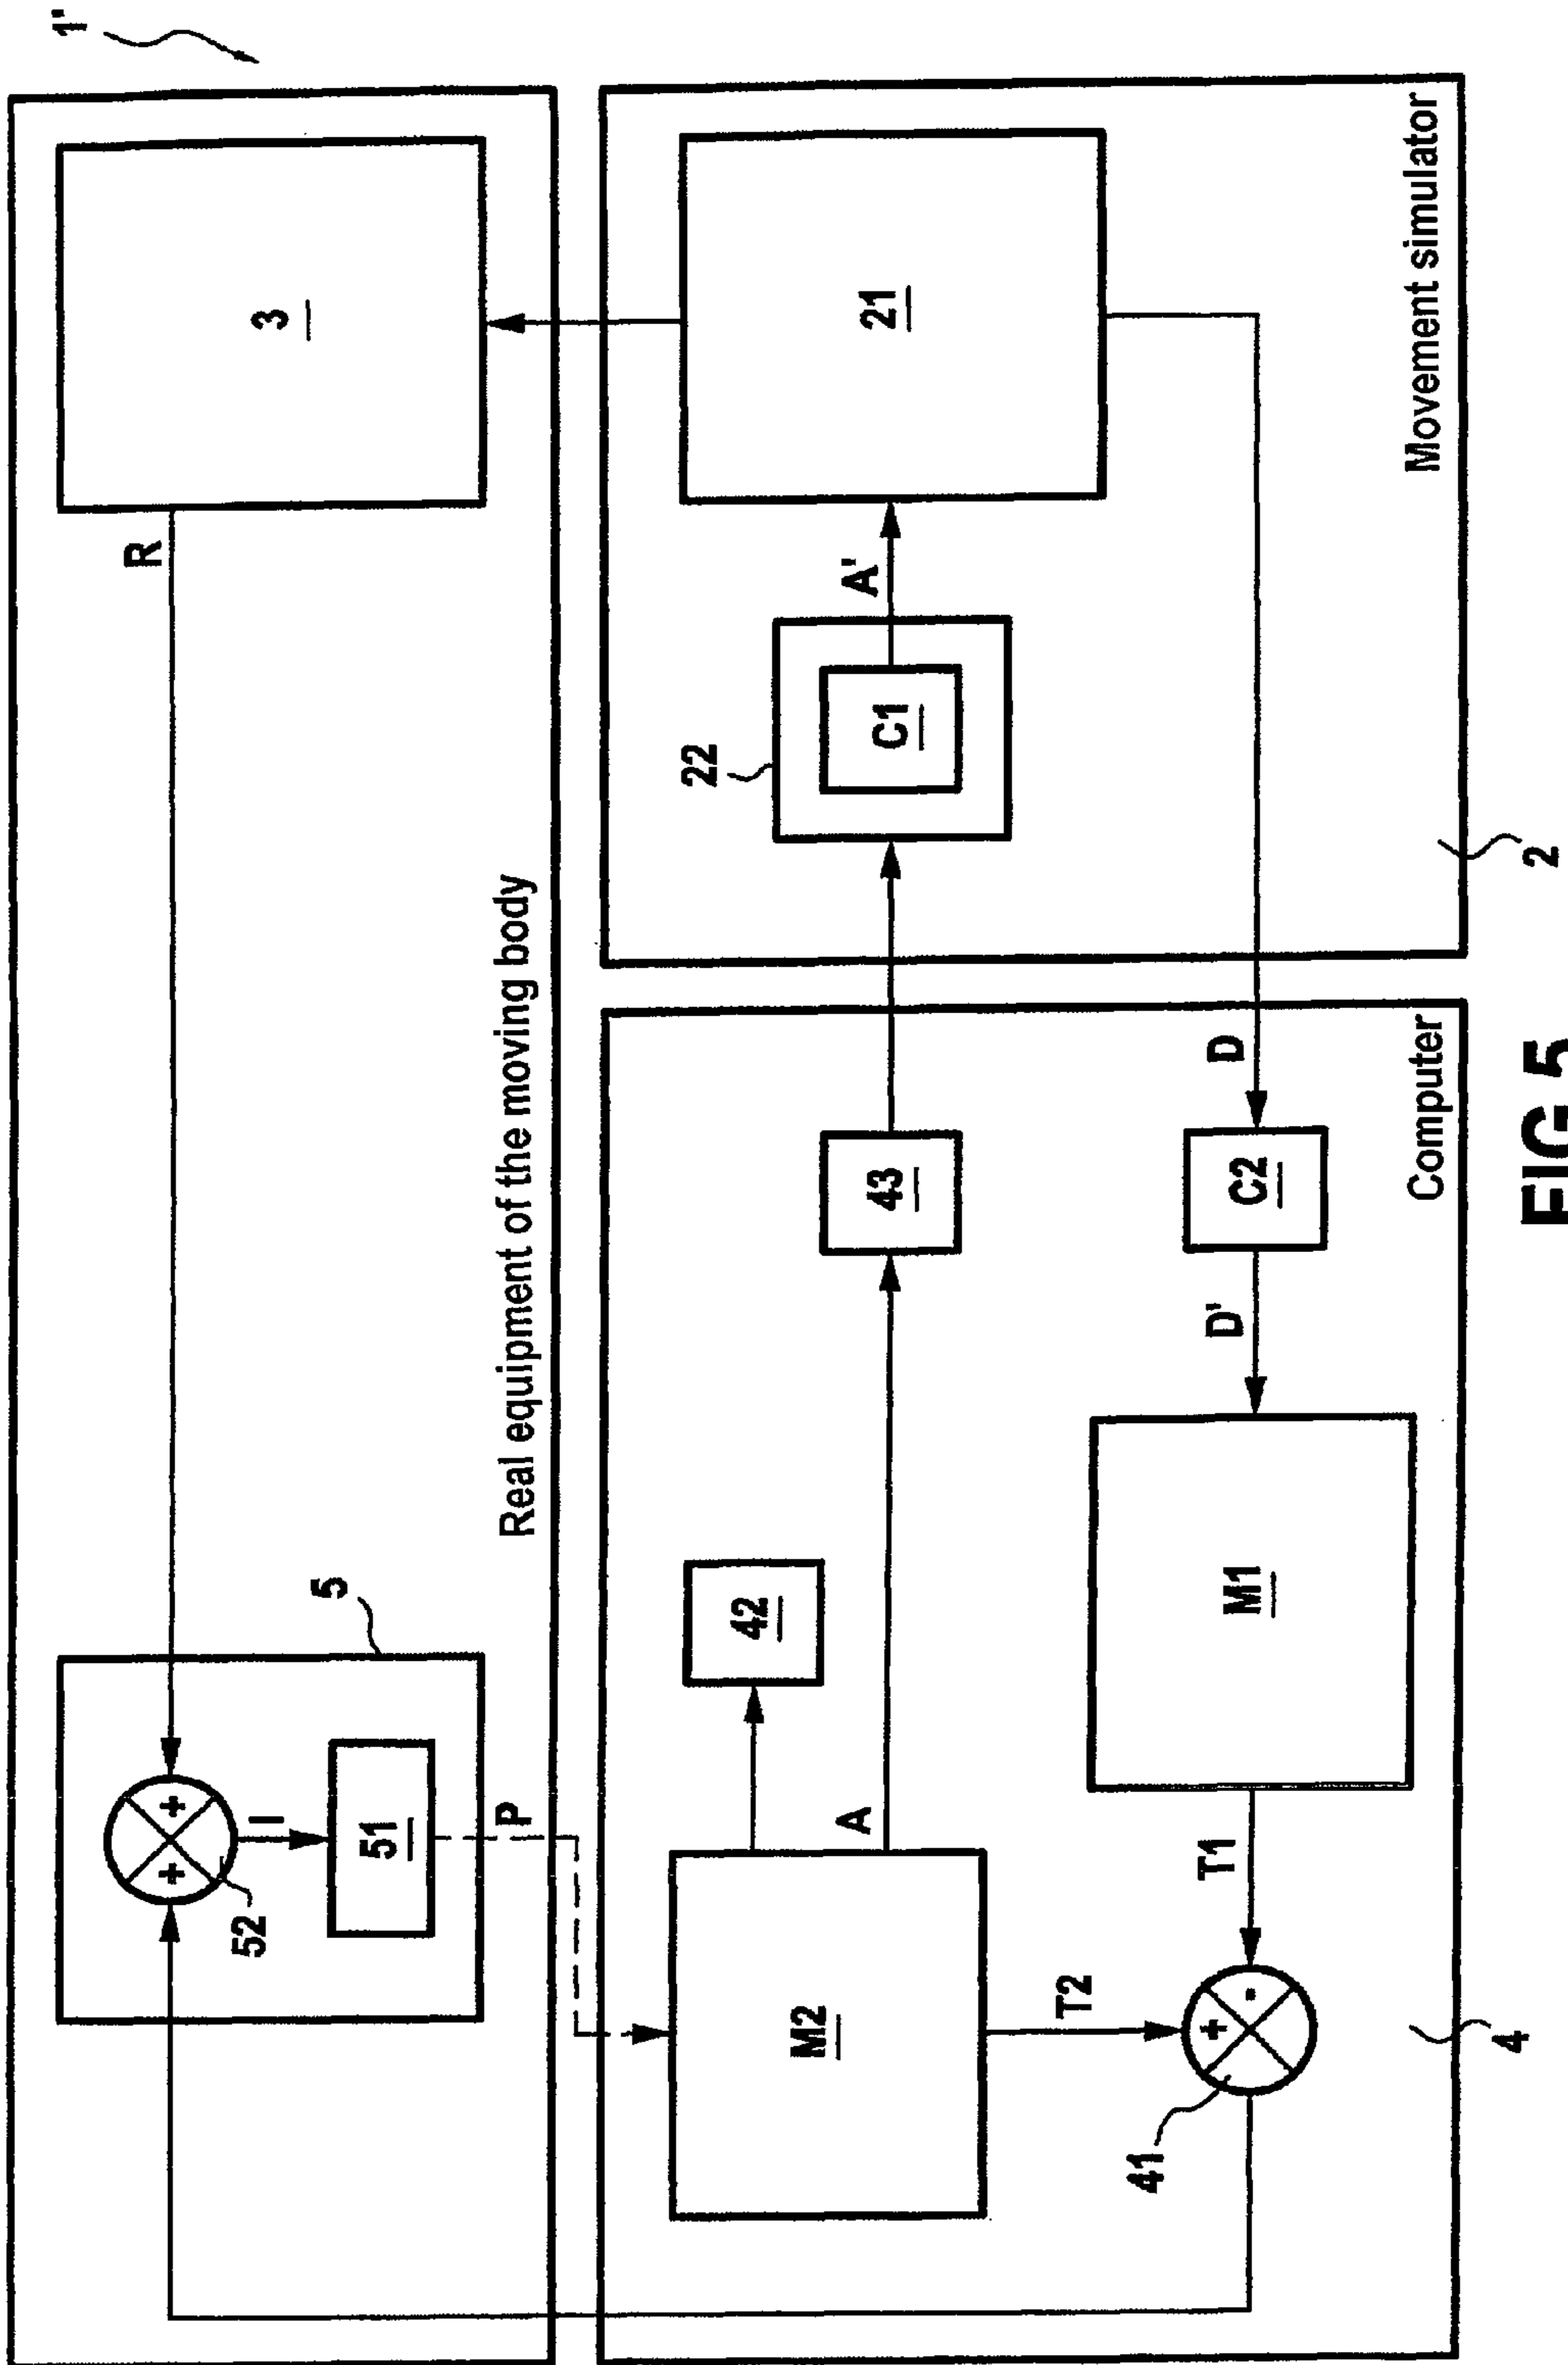 1'
5
52
+
+
I
51
P
R
3
Real equipment of the moving body
M2
42
A
43
22
C1
A'
21
T2
T1
41
+
-
M1
D'
C2
D
4
Computer
2
Movement simulator
FIG.5